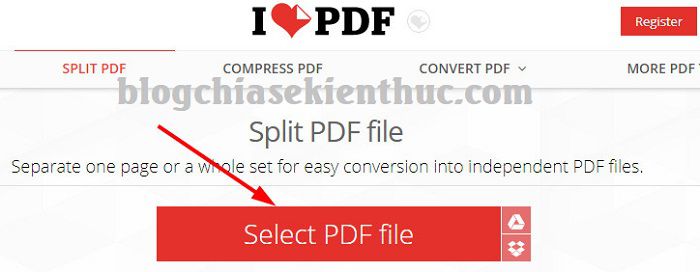 I PDF
Register
SPLIT PDF COMPRESS PDF CONVERT PDF MORE PDF
blogchiasekienthuc.com
Split PDF file
Separate one page or a whole set for easy conversion into independent PDF files.
Select PDF file